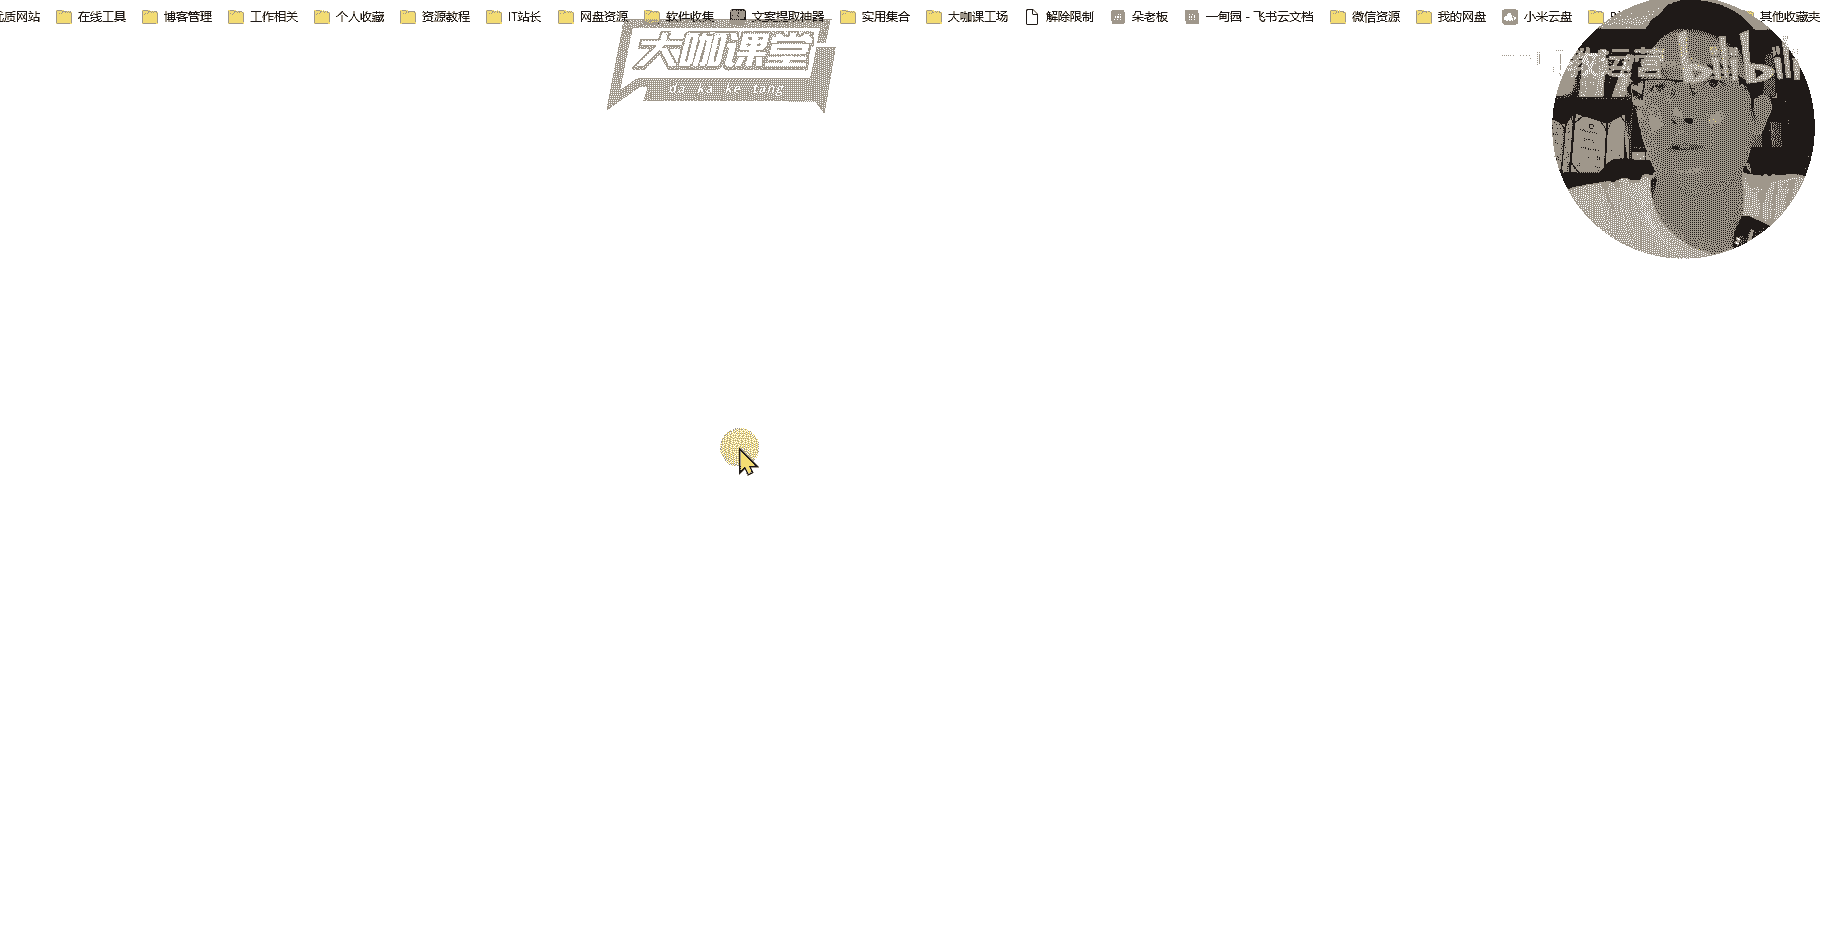 优质网站 在线工具 博客管理 工作相关 个人收藏 资源教程 IT站长 网盘资源 软件收集 文案提取神器 实用集合 大咖课工场 解除限制 朵老板 一甸园 - 飞书云文档 微信资源 我的网盘 小米云盘 其他收藏夹
大咖课堂
da ka ke tang
教运营 bilibili